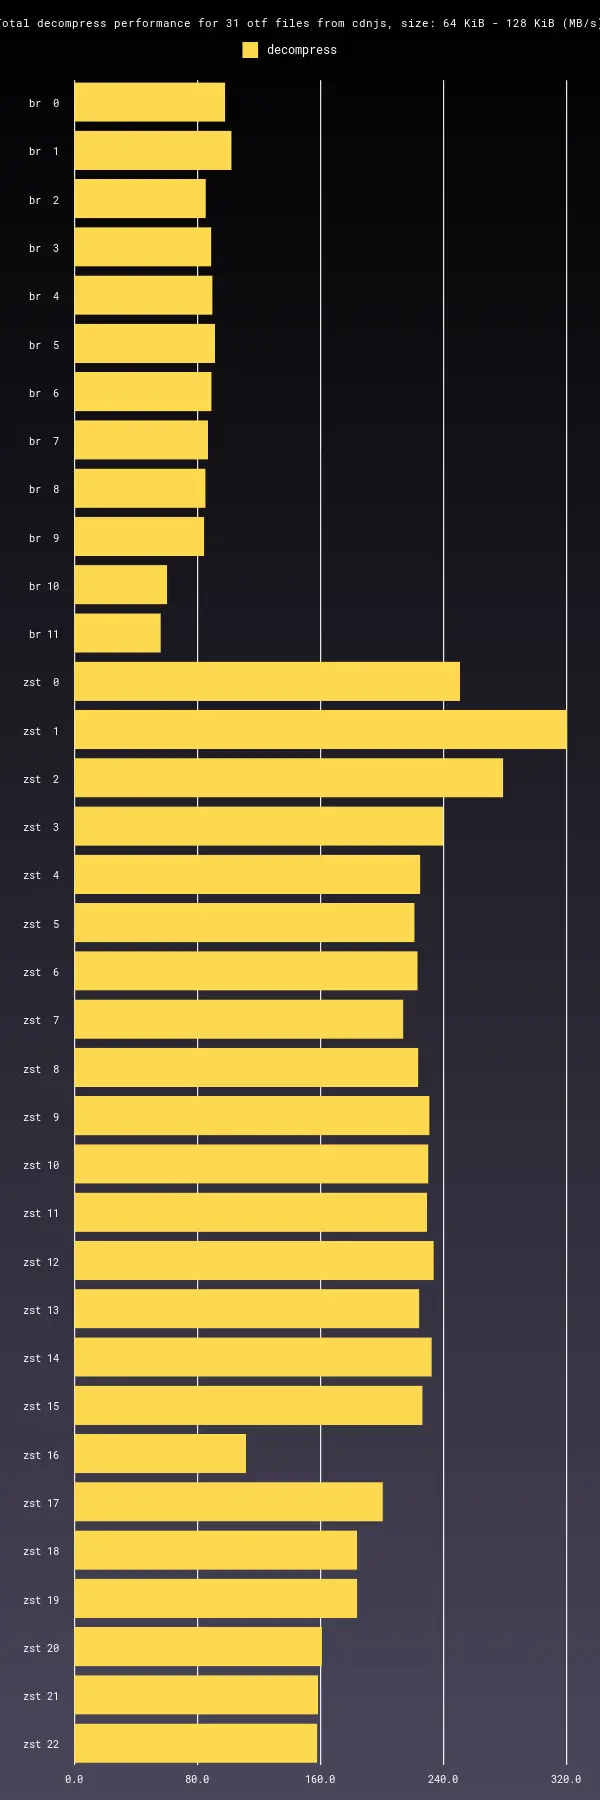 otal decompress performance for 31 otf files from cdnjs, size: 64 KiB - 128 KiB (MB/s)
decompress
br 0
br 1
br 2
br 3
br 4
br 5
br 6
br 7
br 8
br 9
br 10
br 11
zst 0
zst 1
zst 2
zst 3
zst 4
zst 5
zst 6
zst 7
zst 8
zst 9
zst 10
zst 11
zst 12
zst 13
zst 14
zst 15
zst 16
zst 17
zst 18
zst 19
zst 20
zst 21
zst 22
0.0 80.0 160.0 240.0 320.0